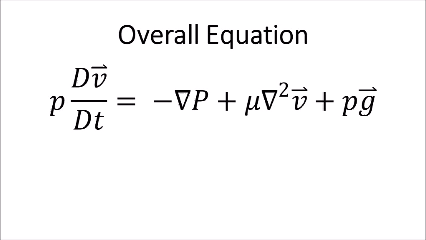 Overall Equation
p Dv⃗/Dt = −∇P + μ∇²v⃗ + pg⃗